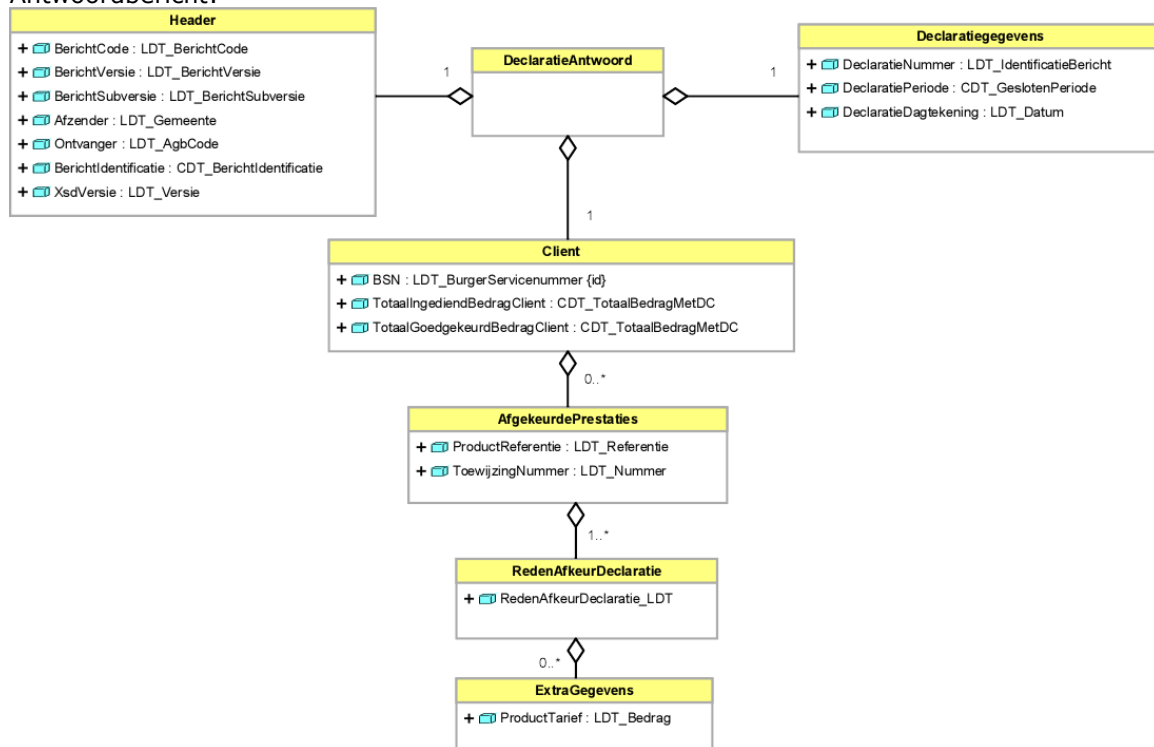 Antwoordbericht:
Header
+ BerichtCode : LDT_BerichtCode
+ BerichtVersie : LDT_BerichtVersie
+ BerichtSubversie : LDT_BerichtSubversie
+ Afzender : LDT_Gemeente
+ Ontvanger : LDT_AgbCode
+ BerichtIdentificatie : CDT_BerichtIdentificatie
+ XsdVersie : LDT_Versie
1
DeclaratieAntwoord
1
Declaratiegegevens
+ DeclaratieNummer : LDT_IdentificatieBericht
+ DeclaratiePeriode : CDT_GeslotenPeriode
+ DeclaratieDagtekening : LDT_Datum
1
Client
+ BSN : LDT_BurgerServicenummer {id}
+ TotaalIngediendBedragClient : CDT_TotaalBedragMetDC
+ TotaalGoedgekeurdBedragClient : CDT_TotaalBedragMetDC
0..*
AfgekeurdePrestaties
+ ProductReferentie : LDT_Referentie
+ ToewijzingNummer : LDT_Nummer
1..*
RedenAfkeurDeclaratie
+ RedenAfkeurDeclaratie_LDT
0..*
ExtraGegevens
+ ProductTarief : LDT_Bedrag